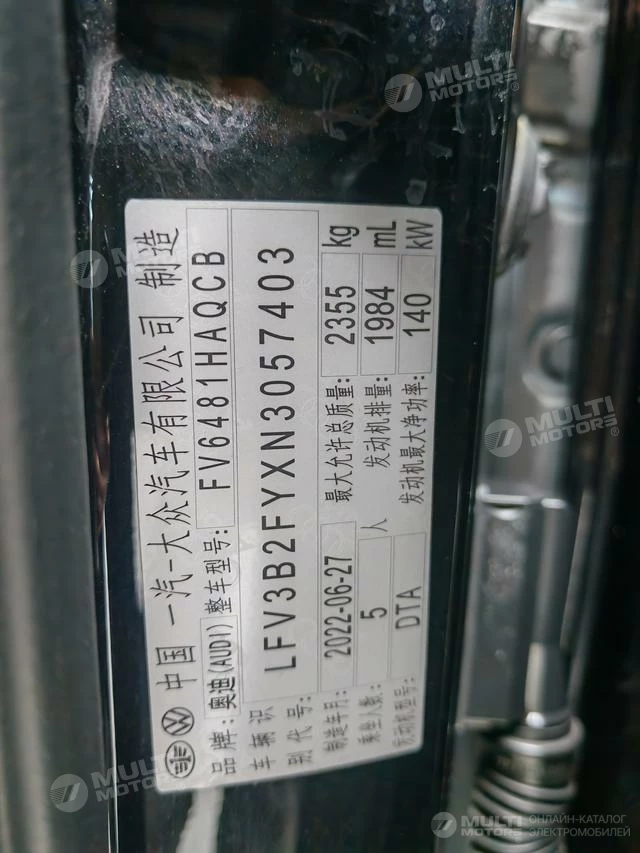 中国 一汽-大众汽车有限公司 制造
品牌:奥迪(AUDI) 整车型号: FV6481HAQCB
车辆识别代号: LFV3B2FYXN3057403
制造年月: 2022-06-27 最大允许总质量: 2355 kg
乘坐人数: 5 人 发动机排量: 1984 mL
发动机型号: DTA 发动机最大净功率: 140 kW
MULTI MOTORS®
MULTI MOTORS
MULTI MOTORS®
MULTI MOTORS
MULTI MOTORS
ОНЛАЙН-КАТАЛОГ
ЭЛЕКТРОМОБИЛЕЙ